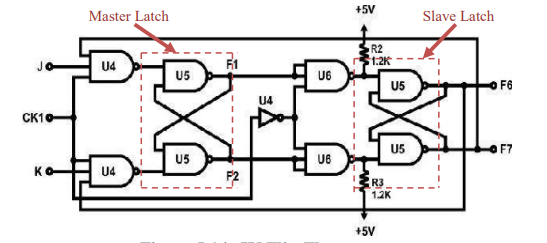 Master Latch
+5V
Slave Latch
R2
1.2K
J
U4
U5
F1
U6
U5
F6
CK1
U4
K
U4
U5
F2
U6
U5
F7
R3
1.2K
+5V